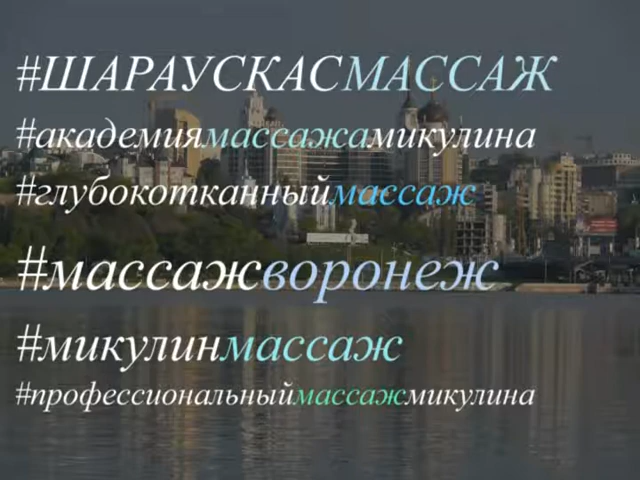 #ШАРАУСКАСМАССАЖ
#академиямассажамикулина
#глубокотканныймассаж
#массажворонеж
#микулинмассаж
#профессиональныймассажмикулина